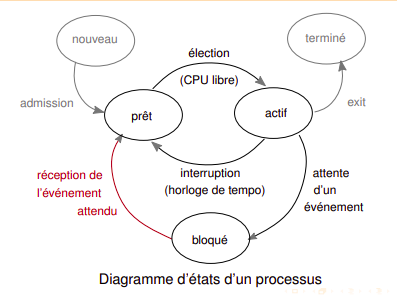 nouveau
terminé
élection
(CPU libre)
admission
exit
prêt
actif
réception de
l'événement
attendu
interruption
(horloge de tempo)
attente
d'un
événement
bloqué
Diagramme d'états d'un processus